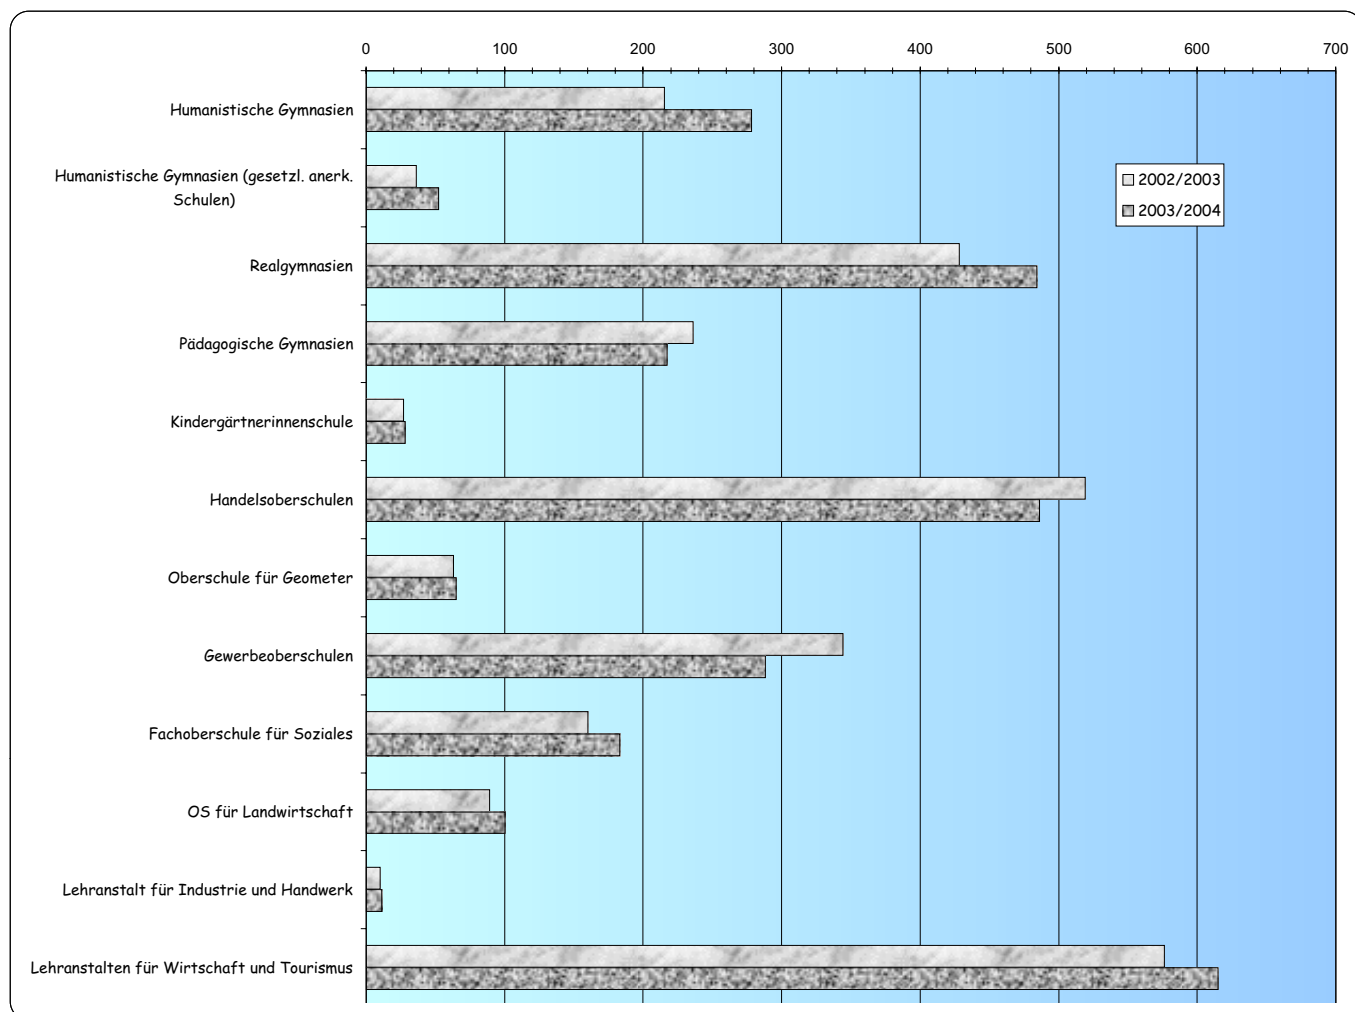 0 100 200 300 400 500 600 700
Humanistische Gymnasien
Humanistische Gymnasien (gesetzl. anerk.
Schulen)
2002/2003
2003/2004
Realgymnasien
Pädagogische Gymnasien
Kindergärtnerinnenschule
Handelsoberschulen
Oberschule für Geometer
Gewerbeoberschulen
Fachoberschule für Soziales
OS für Landwirtschaft
Lehranstalt für Industrie und Handwerk
Lehranstalten für Wirtschaft und Tourismus